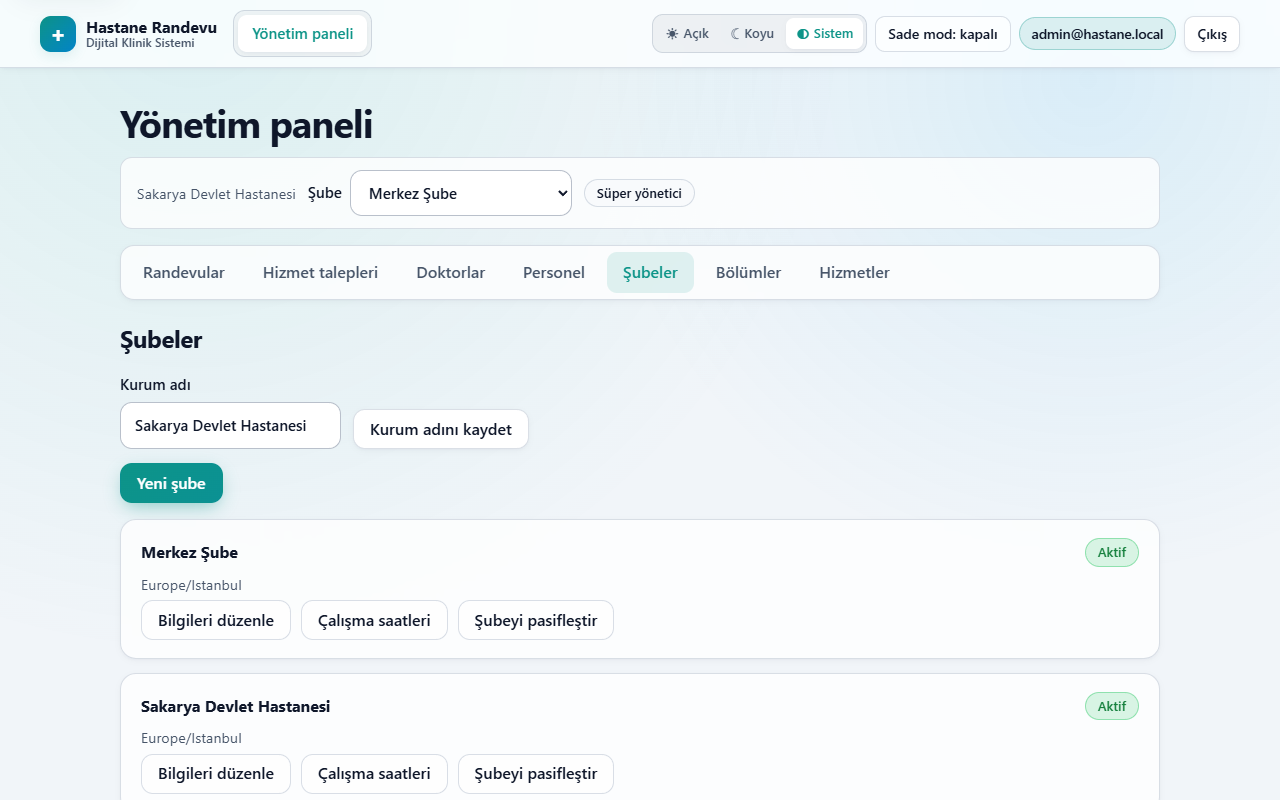 Hastane Randevu
Dijital Klinik Sistemi
Yönetim paneli
Açık
Koyu
Sistem
Sade mod: kapalı
admin@hastane.local
Çıkış
Yönetim paneli
Sakarya Devlet Hastanesi
Şube
Merkez Şube
Süper yönetici
Randevular
Hizmet talepleri
Doktorlar
Personel
Şubeler
Bölümler
Hizmetler
Şubeler
Kurum adı
Sakarya Devlet Hastanesi
Kurum adını kaydet
Yeni şube
Merkez Şube
Aktif
Europe/Istanbul
Bilgileri düzenle
Çalışma saatleri
Şubeyi pasifleştir
Sakarya Devlet Hastanesi
Aktif
Europe/Istanbul
Bilgileri düzenle
Çalışma saatleri
Şubeyi pasifleştir